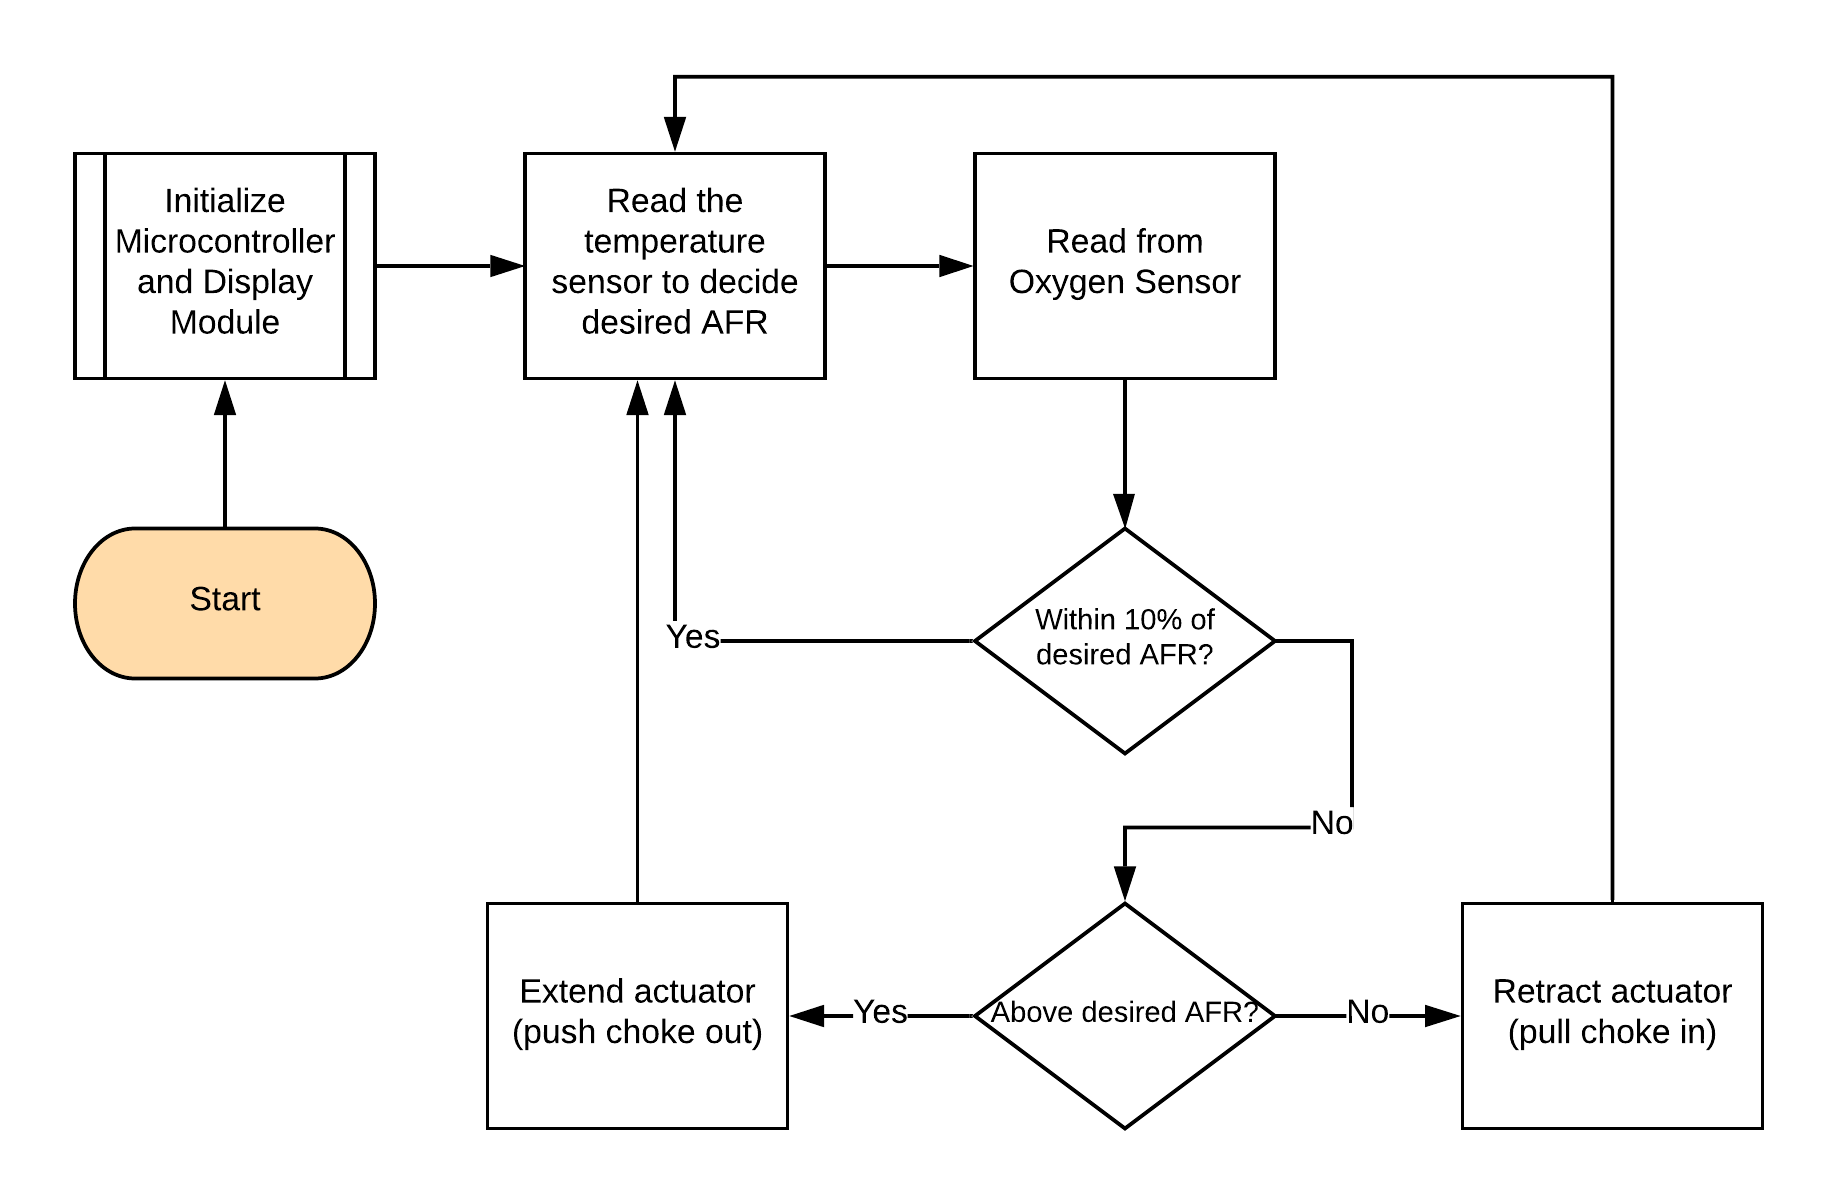 Initialize
Microcontroller
and Display
Module
Read the
temperature
sensor to decide
desired AFR
Read from
Oxygen Sensor
Start
Within 10% of
desired AFR?
Yes
No
Above desired AFR?
Yes
No
Extend actuator
(push choke out)
Retract actuator
(pull choke in)